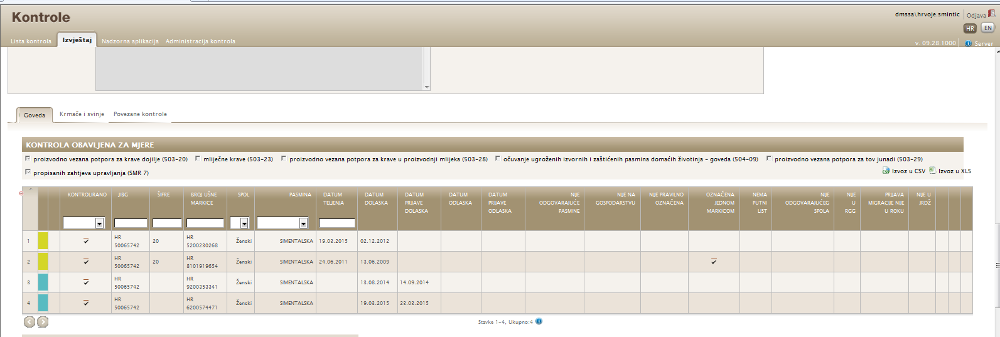 Kontrole
dmssa\hrvoje.smintic
Odjava
HR EN
Lista kontrola Izvještaj Nadzorna aplikacija Administracija kontrola
v. 09.28.1000 Server
Goveda Krmače i svinje Povezane kontrole
KONTROLA OBAVLJENA ZA MJERE
proizvodno vezana potpora za krave dojilje (503-20) mliječne krave (503-23) proizvodno vezana potpora za krave u proizvodnji mlijeka (503-28) očuvanje ugroženih izvornih i zaštićenih pasmina domaćih životinja - goveda (504-09) proizvodno vezana potpora za tov junadi (503-29)
propisanih zahtjeva upravljanja (SMR 7)
Izvoz u CSV Izvoz u XLS
KONTROLIRANO JIBG ŠIFRE BROJ UŠNE MARKICE SPOL PASMINA DATUM TELJENJA DATUM DOLASKA DATUM PRIJAVE DOLASKA DATUM ODLASKA DATUM PRIJAVE ODLASKA NIJE ODGOVARAJUĆE PASMINE NIJE NA GOSPODARSTVU NIJE PRAVILNO OZNAČENA OZNAČENA JEDNOM MARKICOM NEMA PUTNI LIST NIJE ODGOVARAJUĆEG SPOLA NIJE U RGG PRIJAVA MIGRACIJE NIJE U ROKU NIJE U JRDŽ
1 HR 50065742 20 HR 5200230268 Ženski SIMENTALSKA 19.03.2015 02.12.2012
2 HR 50065742 20 HR 8101919654 Ženski SIMENTALSKA 24.06.2011 13.06.2009
3 HR 50065742 HR 9200353341 Ženski SIMENTALSKA 13.08.2014 14.09.2014
4 HR 50065742 HR 6200574471 Ženski SIMENTALSKA 19.03.2015 23.03.2015
Stavke 1-4, Ukupno:4